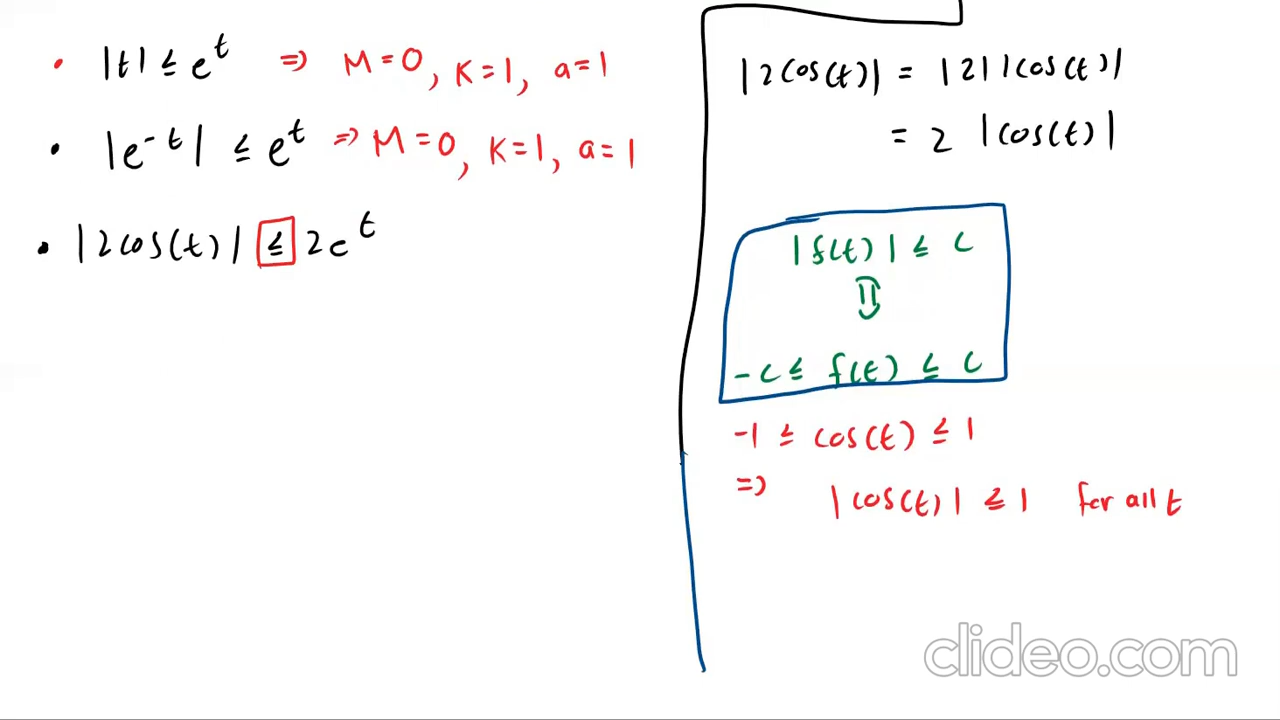 • |t| ≤ e^t ⇒ M=0, K=1, a=1
• |e^-t| ≤ e^t ⇒ M=0, K=1, a=1
• |2cos(t)| ≤ 2e^t
|2cos(t)| = |2||cos(t)|
= 2 |cos(t)|
|f(t)| ≤ c
⇓
-c ≤ f(t) ≤ c
-1 ≤ cos(t) ≤ 1
⇒ |cos(t)| ≤ 1 for all t
clideo.com